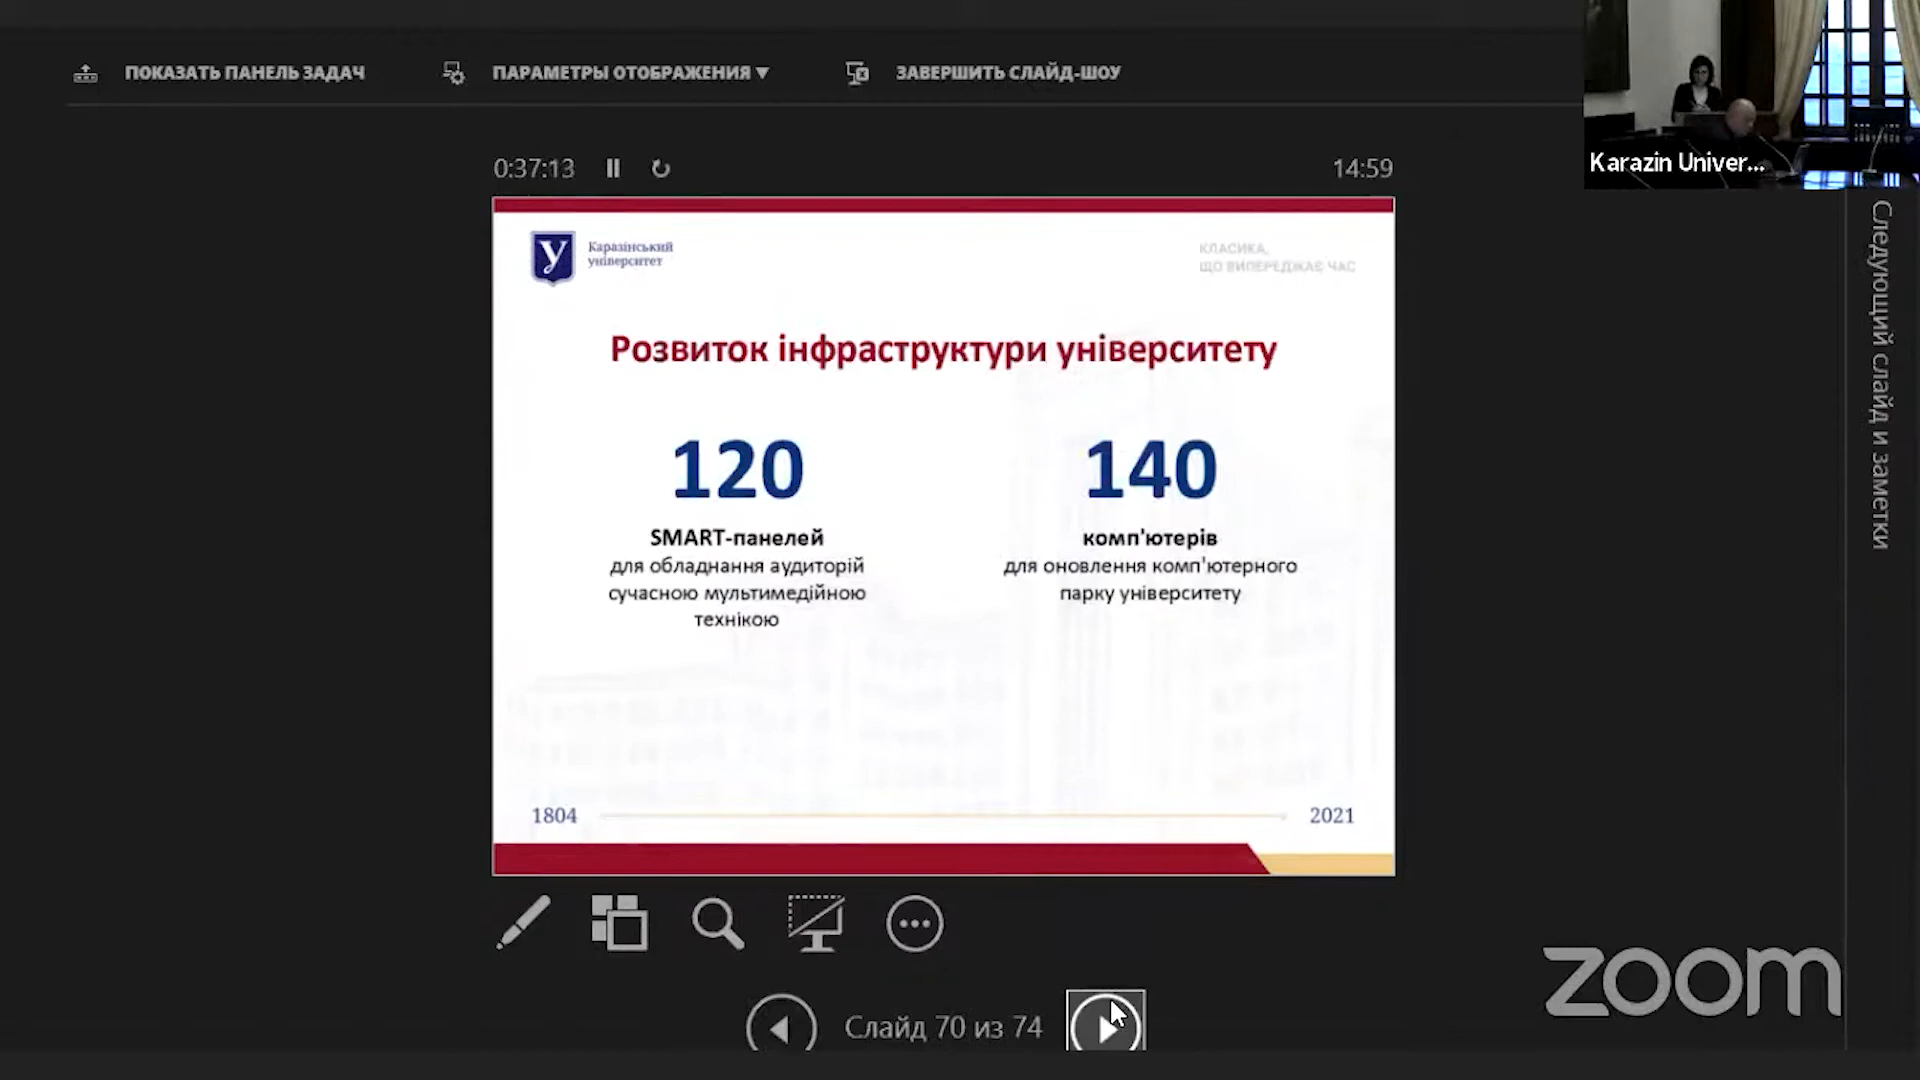 ПОКАЗАТЬ ПАНЕЛЬ ЗАДАЧ
ПАРАМЕТРЫ ОТОБРАЖЕНИЯ ▼
ЗАВЕРШИТЬ СЛАЙД-ШОУ
Karazin Univer...
0:37:13
14:59
Каразінський
університет
КЛАСИКА,
ЩО ВИПЕРЕДЖАЄ ЧАС
Розвиток інфраструктури університету
120
SMART-панелей
для обладнання аудиторій
сучасною мультимедійною
технікою
140
комп'ютерів
для оновлення комп'ютерного
парку університету
1804
2021
Слайд 70 из 74
Следующий слайд и заметки
zoom